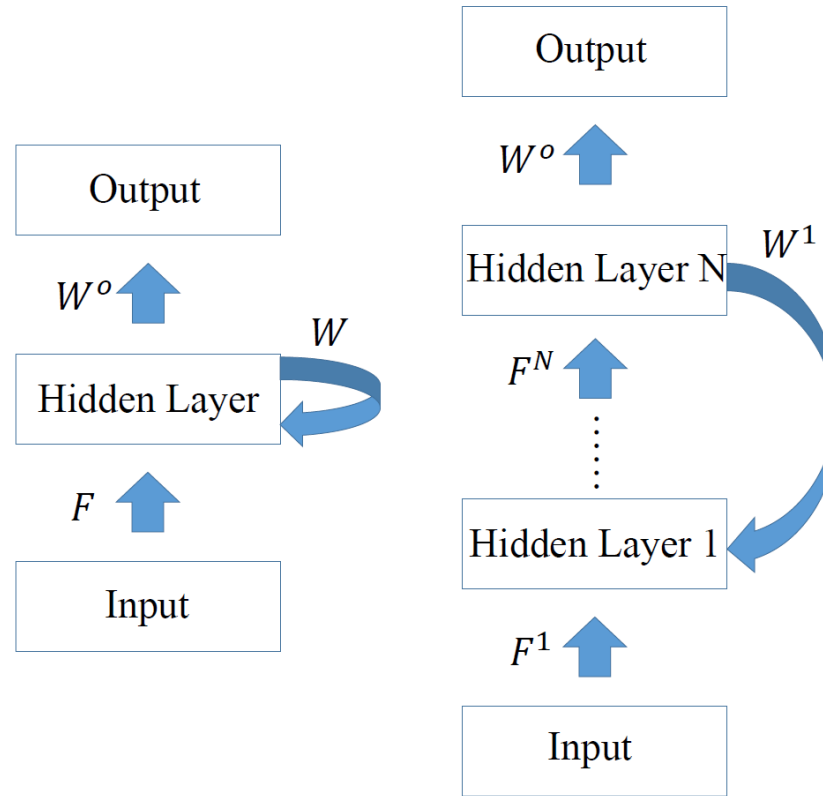 Output
W^o
W
Hidden Layer
F
Input
Output
W^o
Hidden Layer N
W^1
F^N
......
Hidden Layer 1
F^1
Input